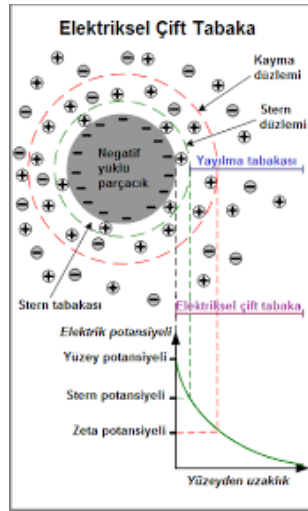 Elektriksel Çift Tabaka
Kayma
düzlemi
Stern
düzlemi
Negatif
yüklü
parçacık
Yayılma tabakası
Stern tabakası
Elektriksel çift tabaka
Elektrik potansiyeli
Yüzey potansiyeli
Stern potansiyeli
Zeta potansiyeli
Yüzeyden uzaklık